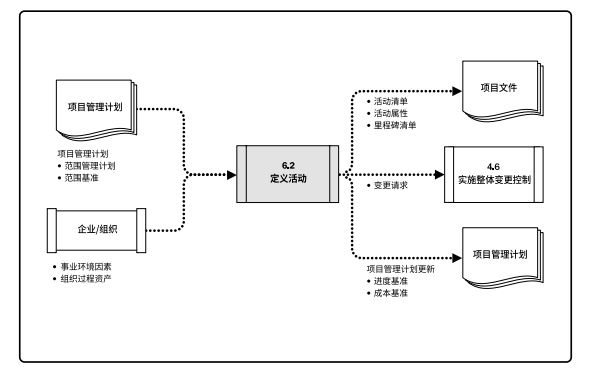 项目管理计划
项目管理计划
• 范围管理计划
• 范围基准
企业/组织
• 事业环境因素
• 组织过程资产
6.2
定义活动
• 活动清单
• 活动属性
• 里程碑清单
项目文件
• 变更请求
4.6
实施整体变更控制
项目管理计划更新
• 进度基准
• 成本基准
项目管理计划